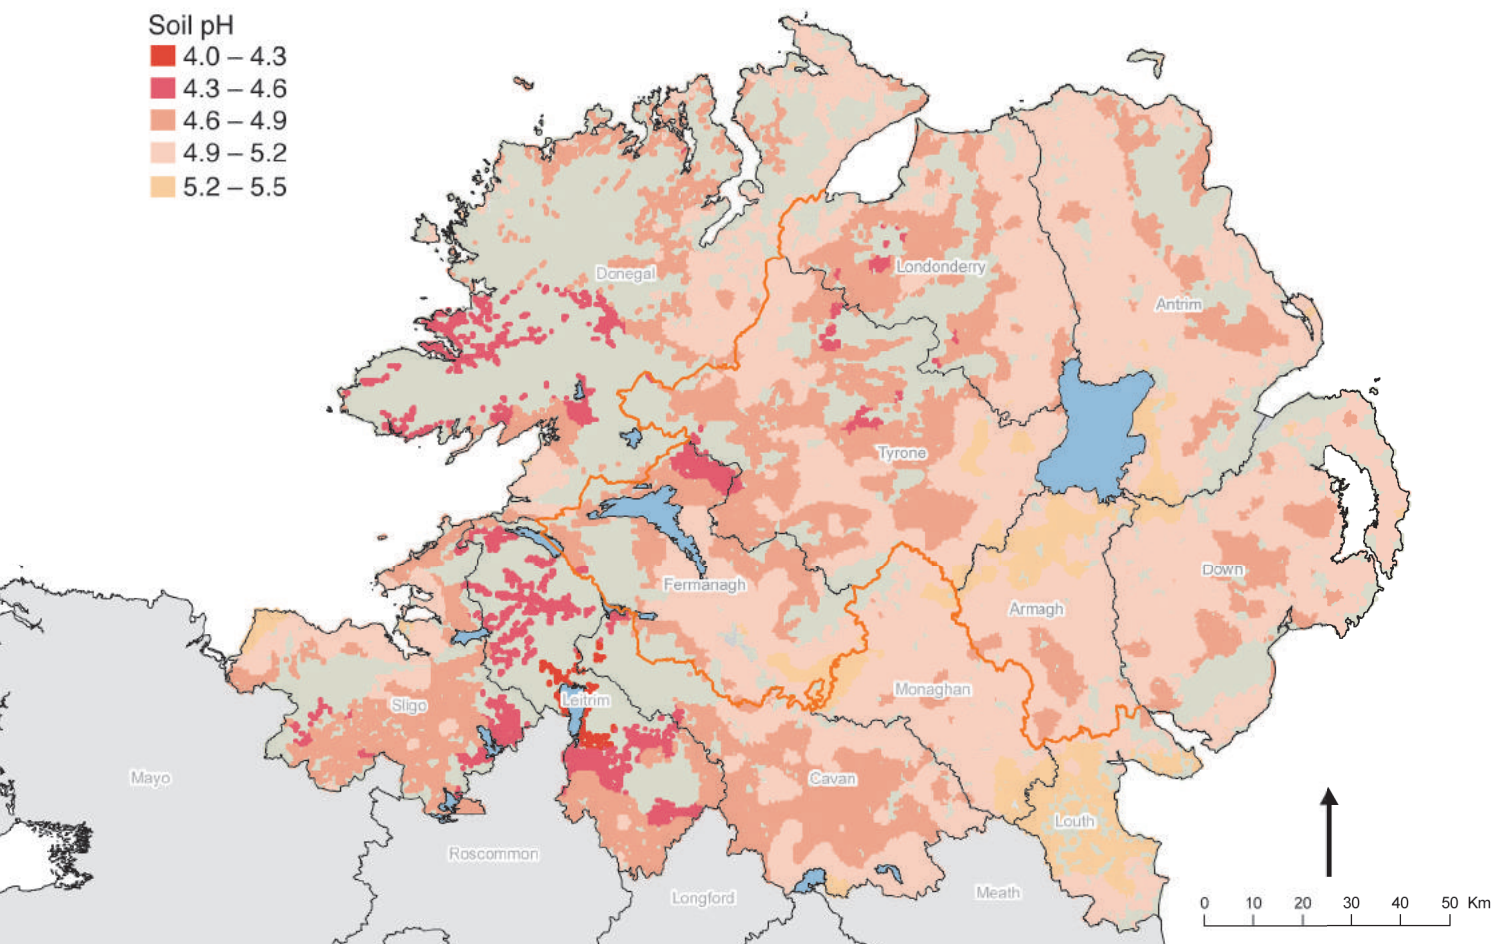 Soil pH
4.0 – 4.3
4.3 – 4.6
4.6 – 4.9
4.9 – 5.2
5.2 – 5.5
Donegal
Londonderry
Antrim
Tyrone
Fermanagh
Down
Armagh
Monaghan
Leitrim
Sligo
Mayo
Cavan
Louth
Roscommon
Longford
Meath
0 10 20 30 40 50 Km